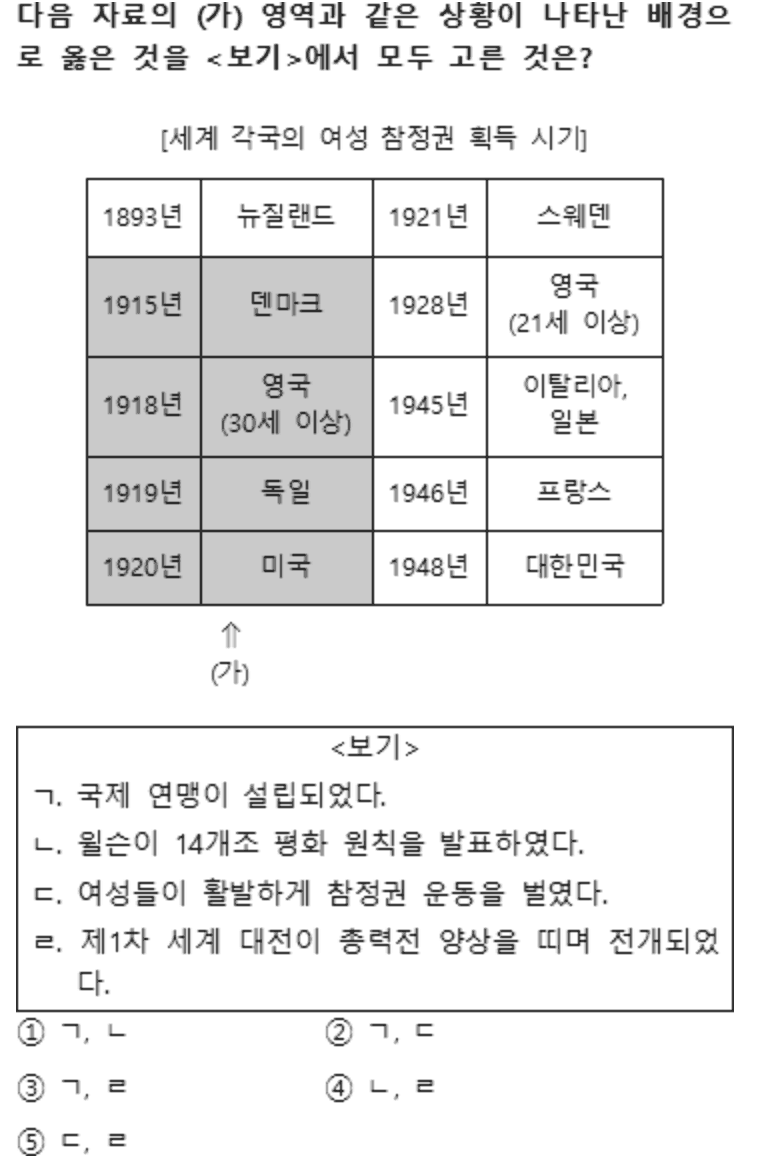 다음 자료의 (가) 영역과 같은 상황이 나타난 배경으
로 옳은 것을 <보기>에서 모두 고른 것은?
[세계 각국의 여성 참정권 획득 시기]
1893년 뉴질랜드 1921년 스웨덴
1915년 덴마크 1928년 영국
(21세 이상)
1918년 영국
(30세 이상) 1945년 이탈리아,
일본
1919년 독일 1946년 프랑스
1920년 미국 1948년 대한민국
⇑
(가)
<보기>
ㄱ. 국제 연맹이 설립되었다.
ㄴ. 윌슨이 14개조 평화 원칙을 발표하였다.
ㄷ. 여성들이 활발하게 참정권 운동을 벌였다.
ㄹ. 제1차 세계 대전이 총력전 양상을 띠며 전개되었
다.
① ㄱ, ㄴ ② ㄱ, ㄷ
③ ㄱ, ㄹ ④ ㄴ, ㄹ
⑤ ㄷ, ㄹ